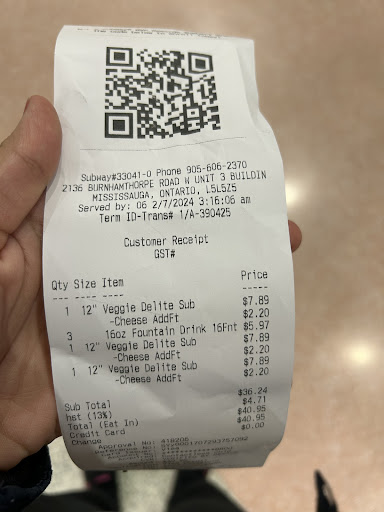 Subway#33041-0 Phone 905-606-2370
2136 BURNHAMTHORPE ROAD W UNIT 3 BUILDIN
MISSISSAUGA, ONTARIO, L5L5Z5
Served by: 06 2/7/2024 3:16:06 am
Term ID-Trans# 1/A-390425
Customer Receipt
GST#
Qty Size Item Price
--- ---- ---- -----
1 12" Veggie Delite Sub $7.89
-Cheese AddFt $2.20
3 16oz Fountain Drink 16Fnt $5.97
1 12" Veggie Delite Sub $7.89
-Cheese AddFt $2.20
1 12" Veggie Delite Sub $7.89
-Cheese AddFt $2.20
Sub Total $36.24
hst (13%) $4.71
Total (Eat In) $40.95
Credit Card $40.95
Change $0.00
Approval No: 418206